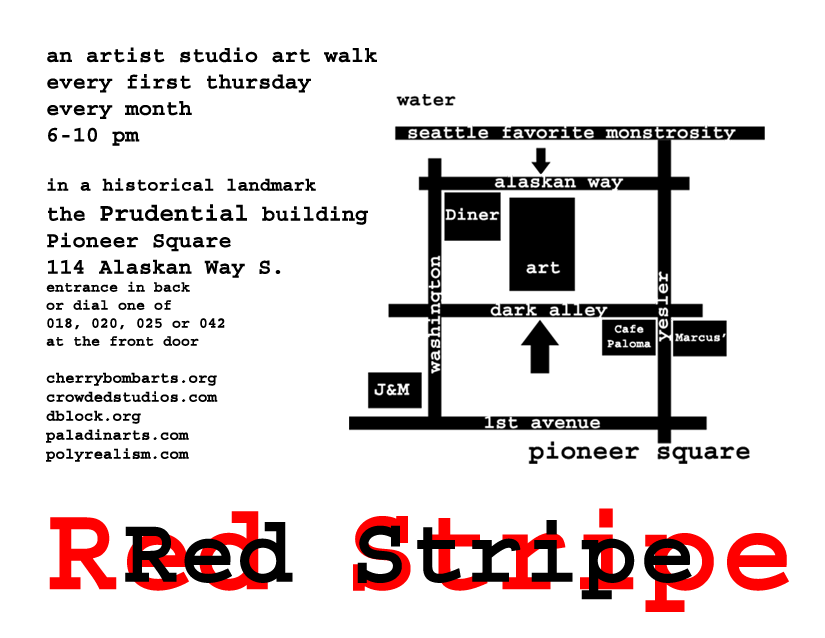 an artist studio art walk
every first thursday
every month
6-10 pm
in a historical landmark
the Prudential building
Pioneer Square
114 Alaskan Way S.
entrance in back
or dial one of
018, 020, 025 or 042
at the front door
cherrybombarts.org
crowdedstudios.com
dblock.org
paladinarts.com
polyrealism.com
water
seattle favorite monstrosity
alaskan way
Diner
art
washington
yesler
dark alley
Cafe
Paloma
Marcus'
J&M
1st avenue
pioneer square
Red Stripe
Red Stripe